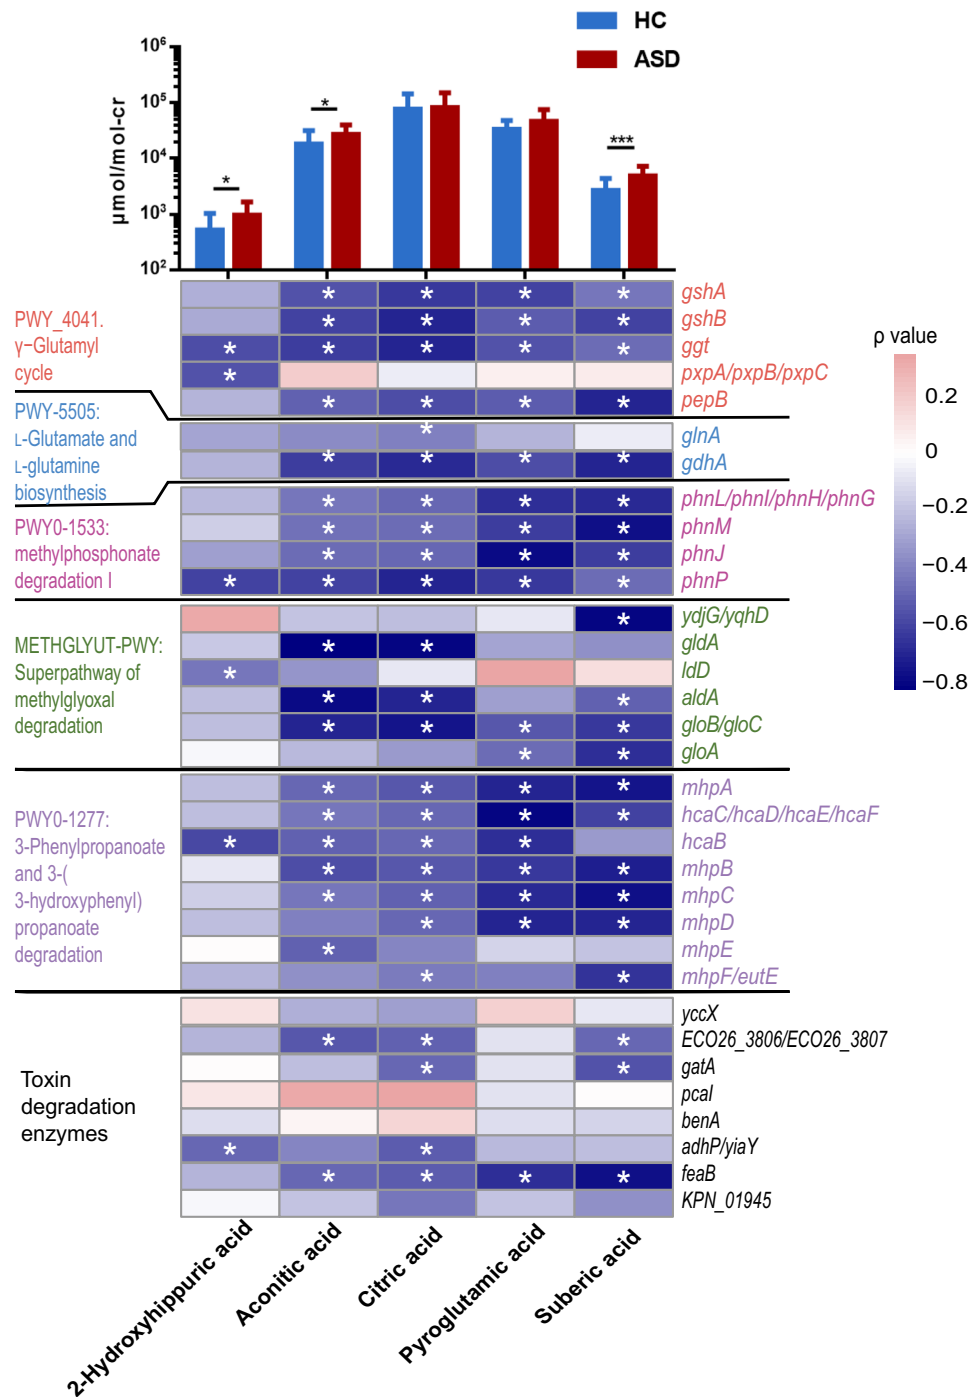 HC
ASD
μmol/mol-cr
10⁶
10⁵
10⁴
10³
10²
*
*
***
PWY_4041.
γ−Glutamyl
cycle
* * * * gshA
* * * * gshB
* * * * * ggt
* pxpA/pxpB/pxpC
* * * * pepB
PWY-5505:
L-Glutamate and
L-glutamine
biosynthesis
* glnA
* * * * gdhA
PWY0-1533:
methylphosphonate
degradation I
* * * * phnL/phnI/phnH/phnG
* * * * phnM
* * * * phnJ
* * * * * phnP
METHGLYUT-PWY:
Superpathway of
methylglyoxal
degradation
* ydjG/yqhD
* * gldA
* ldD
* * * aldA
* * * * gloB/gloC
* * gloA
PWY0-1277:
3-Phenylpropanoate
and 3-(
3-hydroxyphenyl)
propanoate
degradation
* * * * mhpA
* * * * hcaC/hcaD/hcaE/hcaF
* * * * hcaB
* * * * mhpB
* * * * mhpC
* * * mhpD
* mhpE
* * mhpF/eutE
Toxin
degradation
enzymes
yccX
* * * ECO26_3806/ECO26_3807
* * gatA
pcaI
benA
* * adhP/yiaY
* * * * feaB
KPN_01945
2-Hydroxyhippuric acid
Aconitic acid
Citric acid
Pyroglutamic acid
Suberic acid
ρ value
0.2
0
−0.2
−0.4
−0.6
−0.8